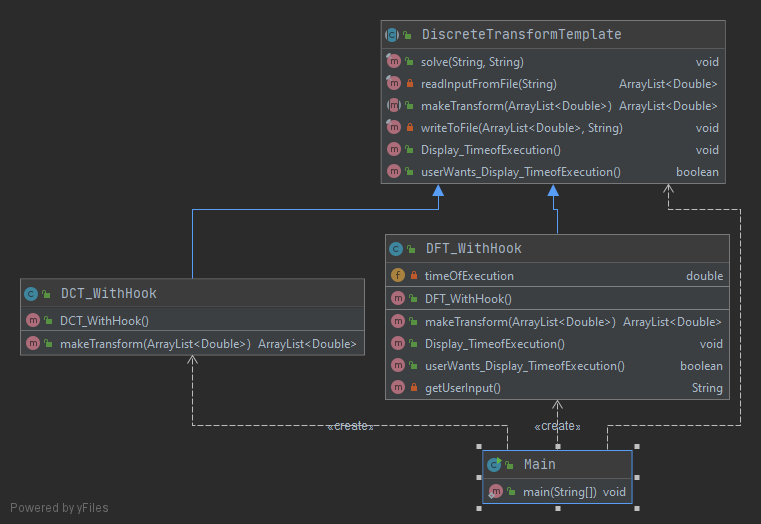 DiscreteTransformTemplate
solve(String, String) void
readInputFromFile(String) ArrayList<Double>
makeTransform(ArrayList<Double>) ArrayList<Double>
writeToFile(ArrayList<Double>, String) void
Display_TimeofExecution() void
userWants_Display_TimeofExecution() boolean
DFT_WithHook
timeOfExecution double
DFT_WithHook()
makeTransform(ArrayList<Double>) ArrayList<Double>
Display_TimeofExecution() void
userWants_Display_TimeofExecution() boolean
getUserInput() String
DCT_WithHook
DCT_WithHook()
makeTransform(ArrayList<Double>) ArrayList<Double>
«create»
«create»
Main
main(String[]) void
Powered by yFiles